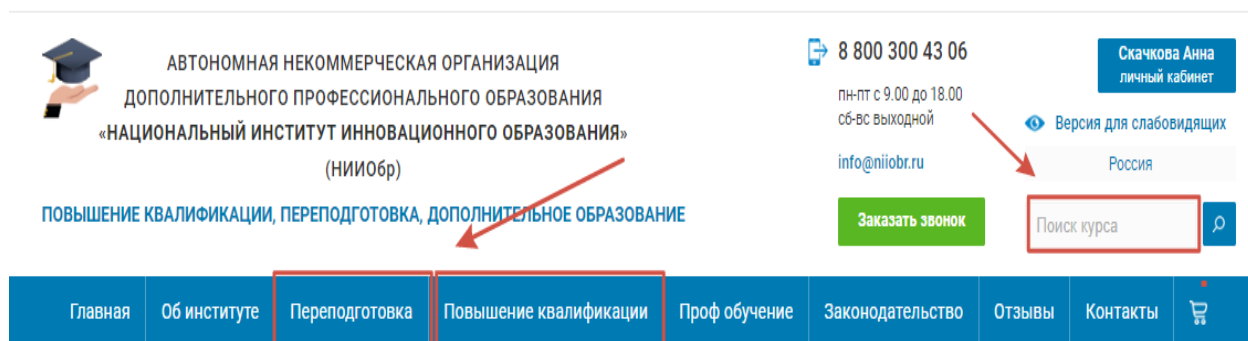 АВТОНОМНАЯ НЕКОММЕРЧЕСКАЯ ОРГАНИЗАЦИЯ
ДОПОЛНИТЕЛЬНОГО ПРОФЕССИОНАЛЬНОГО ОБРАЗОВАНИЯ
«НАЦИОНАЛЬНЫЙ ИНСТИТУТ ИННОВАЦИОННОГО ОБРАЗОВАНИЯ»
(НИИОбр)
ПОВЫШЕНИЕ КВАЛИФИКАЦИИ, ПЕРЕПОДГОТОВКА, ДОПОЛНИТЕЛЬНОЕ ОБРАЗОВАНИЕ
8 800 300 43 06
пн-пт с 9.00 до 18.00
сб-вс выходной
info@niiobr.ru
Заказать звонок
Скачкова Анна
личный кабинет
Версия для слабовидящих
Россия
Поиск курса
Главная Об институте Переподготовка Повышение квалификации Проф обучение Законодательство Отзывы Контакты